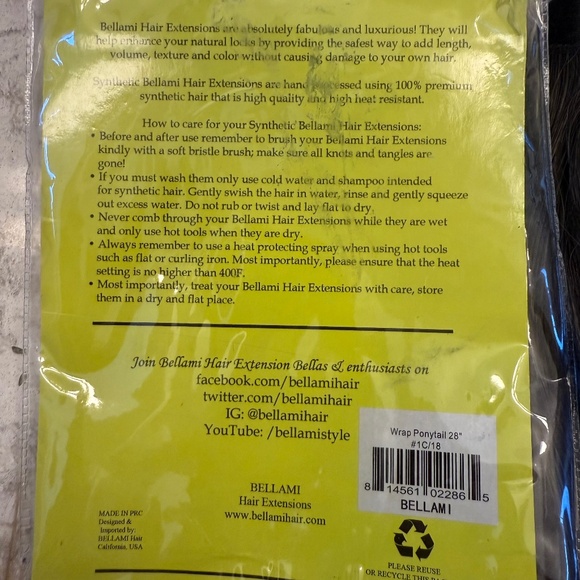 Bellami Hair Extensions are absolutely fabulous and luxurious! They will
help enhance your natural locks by providing the safest way to add length,
volume, texture and color without causing damage to your own hair.
Synthetic Bellami Hair Extensions are hand processed using 100% premium
synthetic hair that is high quality and high heat resistant.
How to care for your Synthetic Bellami Hair Extensions:
• Before and after use remember to brush your Bellami Hair Extensions
kindly with a soft bristle brush; make sure all knots and tangles are
gone!
• If you must wash them only use cold water and shampoo intended
for synthetic hair. Gently swish the hair in water, rinse and gently squeeze
out excess water. Do not rub or twist and lay flat to dry.
• Never comb through your Bellami Hair Extensions while they are wet
and only use hot tools when they are dry.
• Always remember to use a heat protecting spray when using hot tools
such as flat or curling iron. Most importantly, please ensure that the heat
setting is no higher than 400F.
• Most importantly, treat your Bellami Hair Extensions with care, store
them in a dry and flat place.
Join Bellami Hair Extension Bellas & enthusiasts on
facebook.com/bellamihair
twitter.com/bellamihair
IG: @bellamihair
YouTube: /bellamistyle
Wrap Ponytail 28"
#1C/18
8 14561 02286 5
BELLAMI
BELLAMI
Hair Extensions
www.bellamihair.com
MADE IN PRC
Designed &
Imported by:
BELLAMI Hair
California, USA
PLEASE REUSE
OR RECYCLE THIS